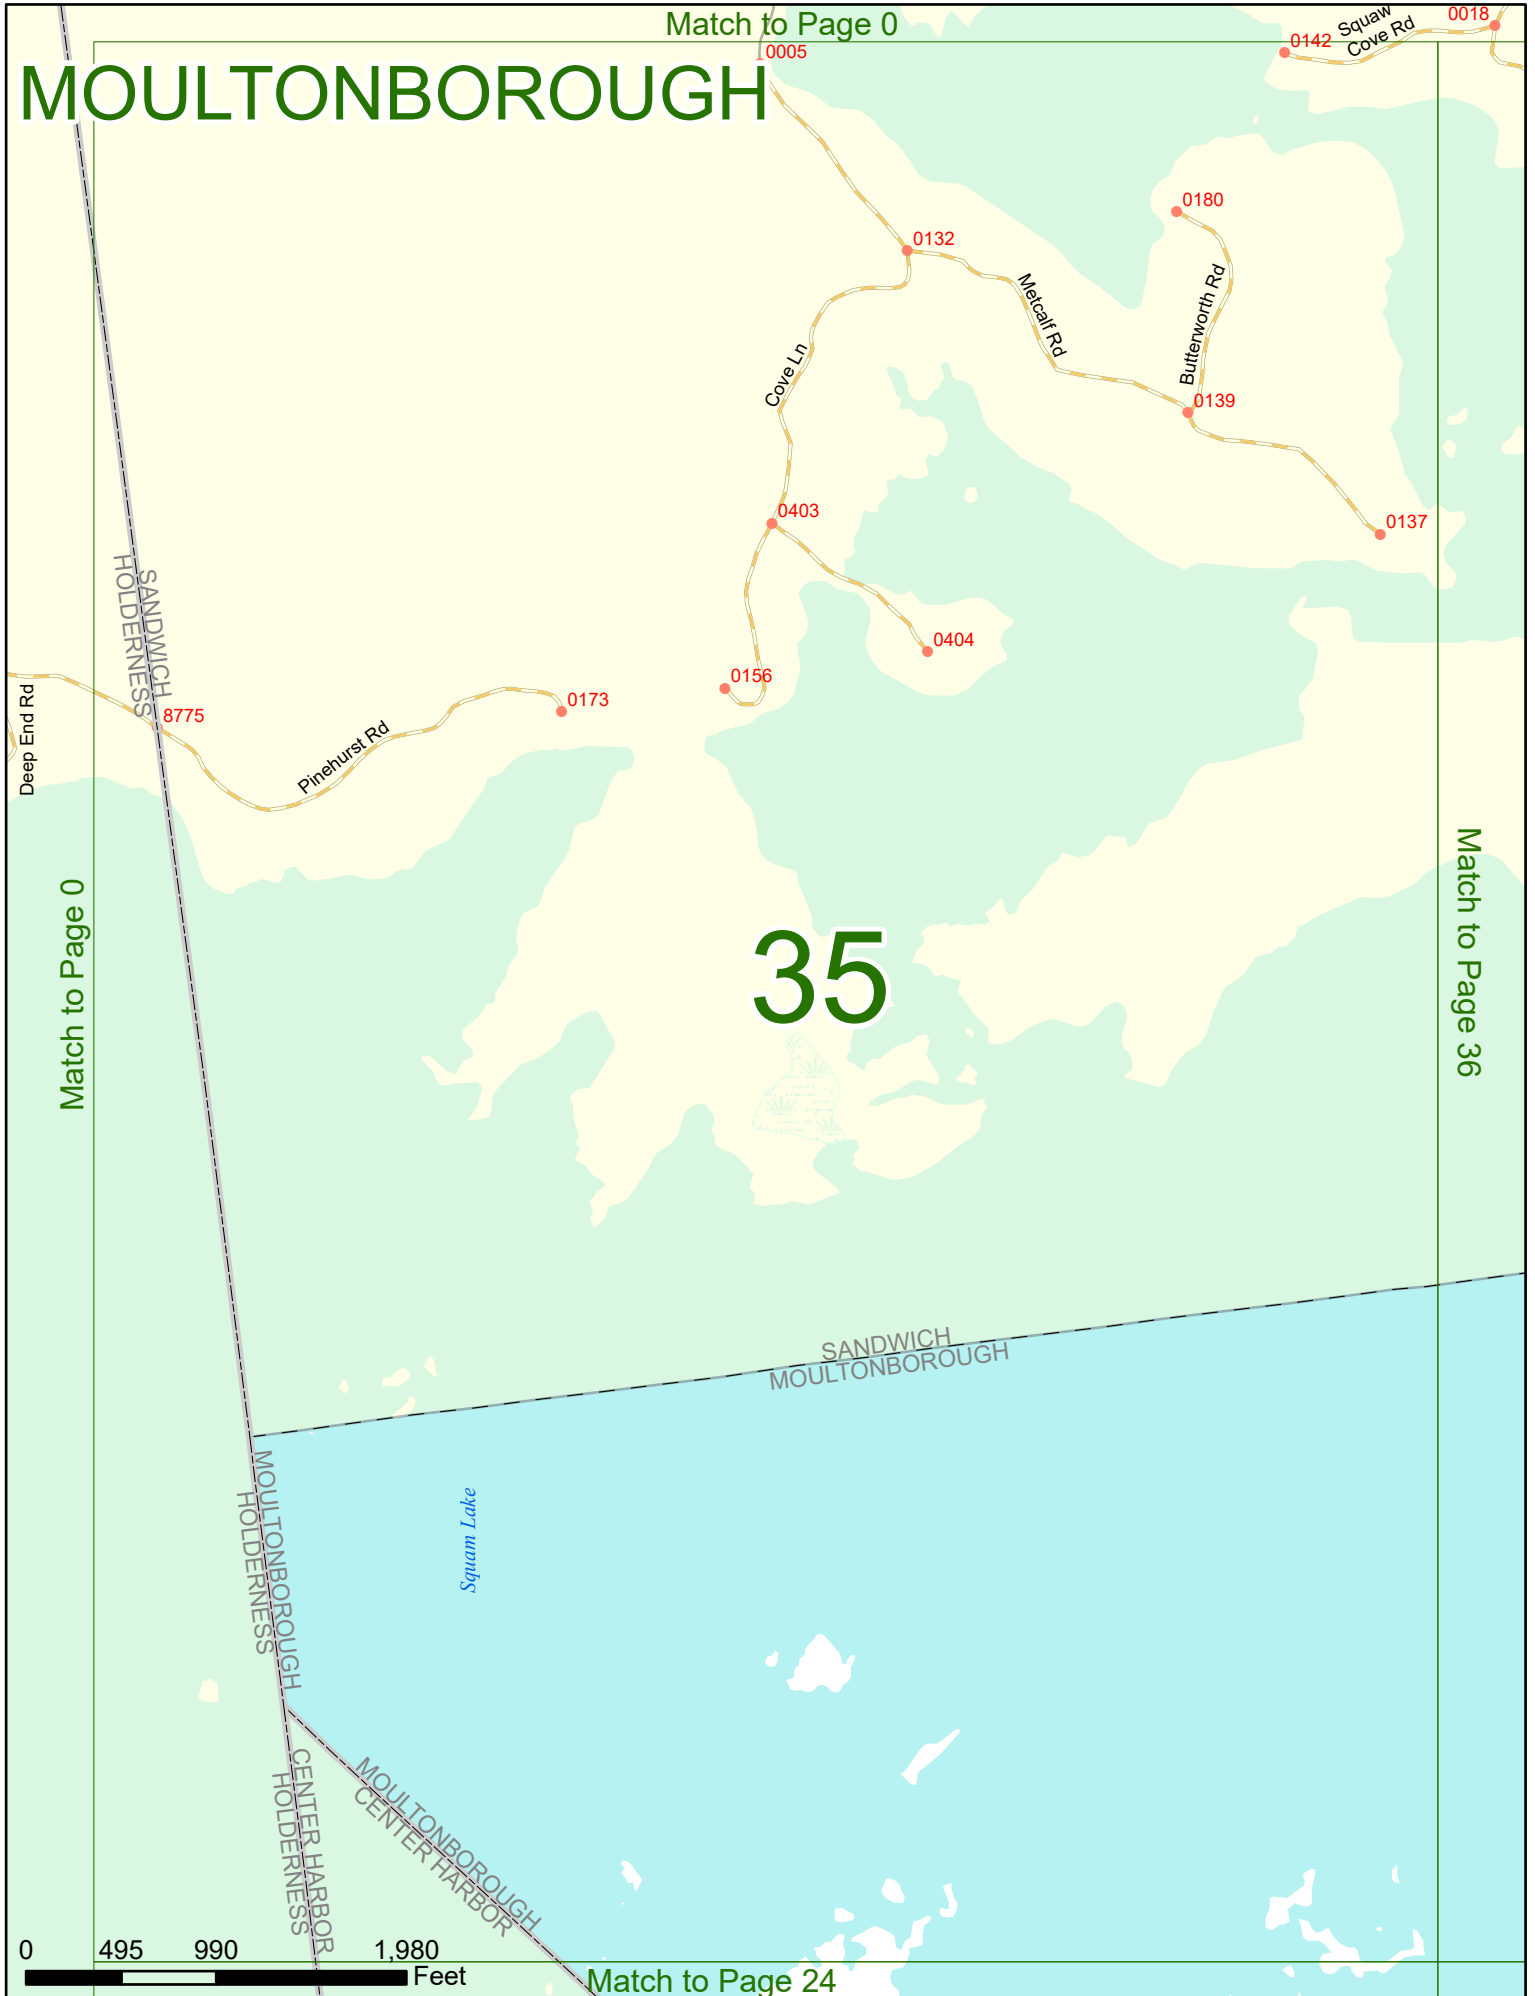 Match to Page 0
MOULTONBOROUGH
0005
0142
Squaw
Cove Rd
0018
0180
0132
Metcalf Rd
Butterworth Rd
Cove Ln
0139
0403
0137
SANDWICH
HOLDERNESS
0404
0156
0173
8775
Deep End Rd
Pinehurst Rd
Match to Page 0
Match to Page 36
35
SANDWICH
MOULTONBOROUGH
MOULTONBOROUGH
HOLDERNESS
Squam Lake
CENTER HARBOR
HOLDERNESS
MOULTONBOROUGH
CENTER HARBOR
0 495 990 1,980
Feet
Match to Page 24